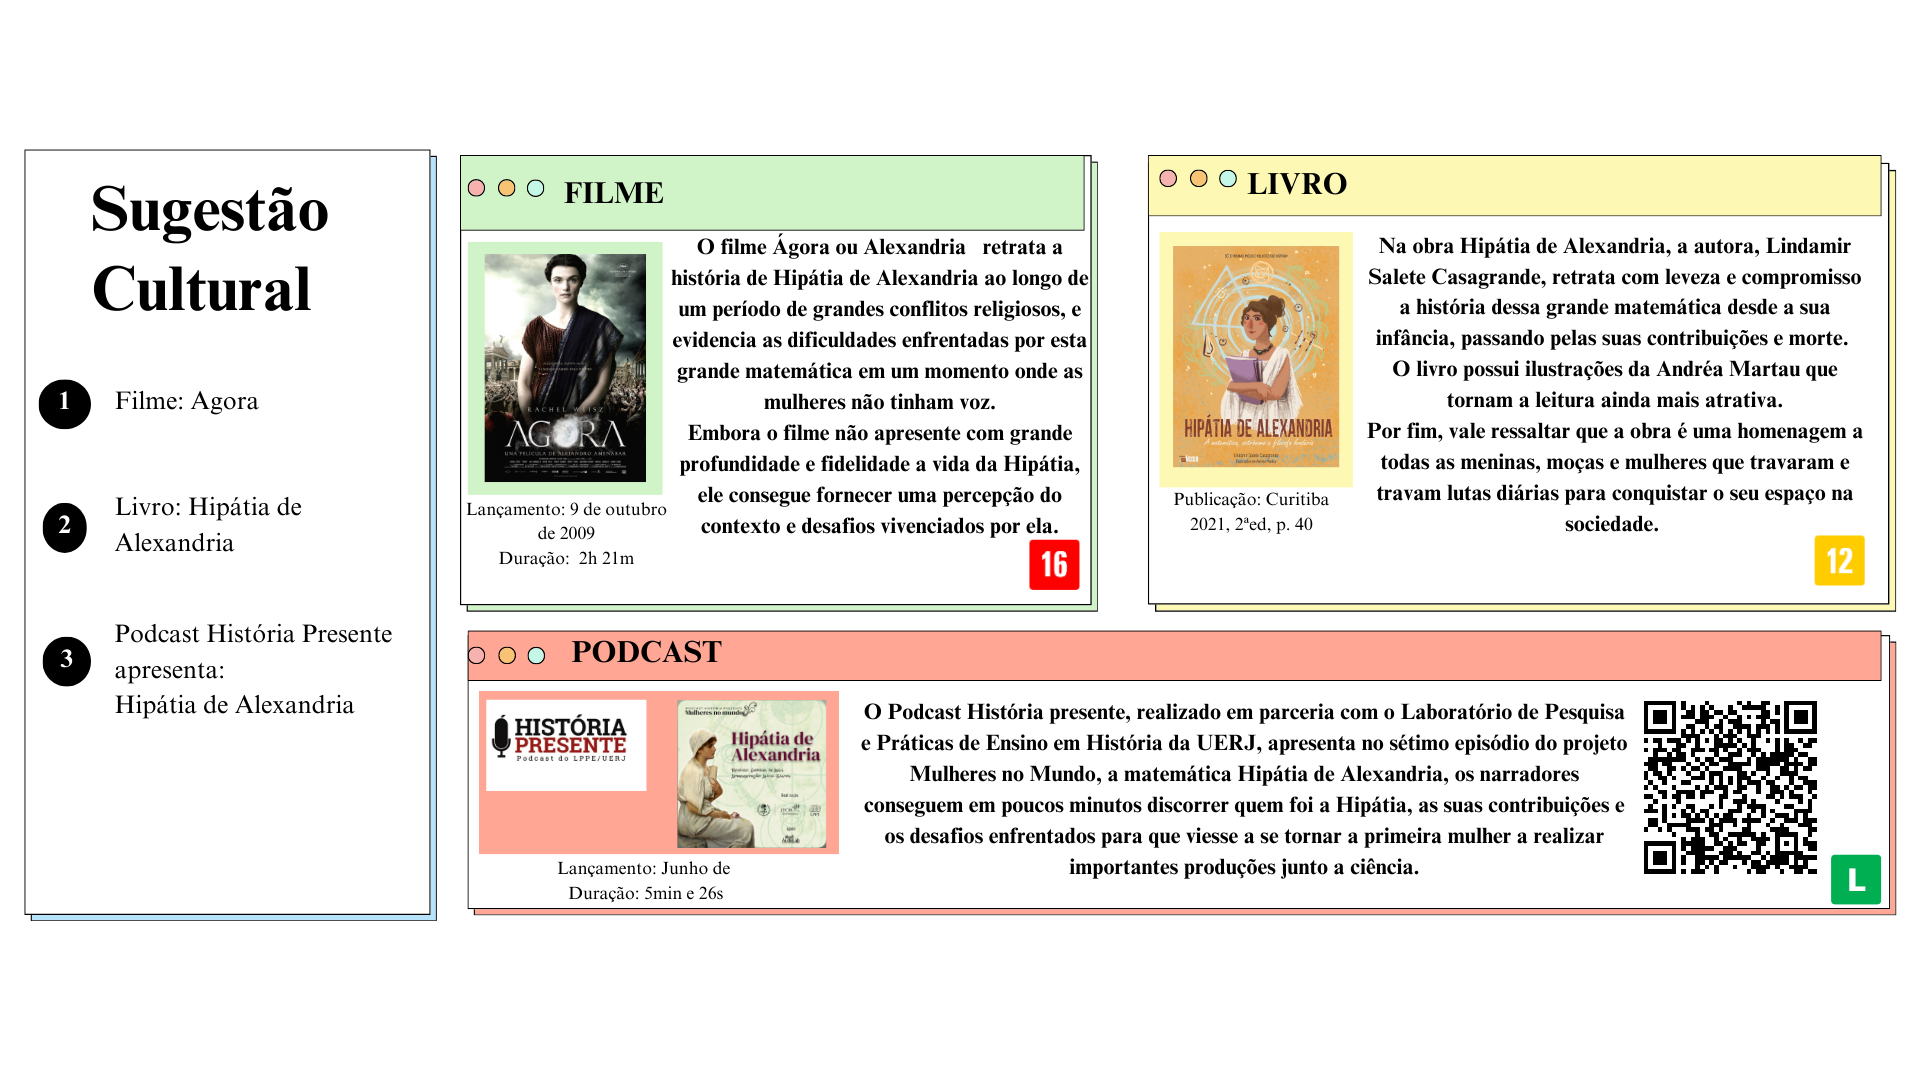 Sugestão
Cultural
1
Filme: Agora
2
Livro: Hipátia de
Alexandria
3
Podcast História Presente
apresenta:
Hipátia de Alexandria
FILME
RACHEL WEISZ
AGORA
UNA PELÍCULA DE ALEJANDRO AMENÁBAR
Lançamento: 9 de outubro
de 2009
Duração:  2h 21m
O filme Ágora ou Alexandria   retrata a
história de Hipátia de Alexandria ao longo de
um período de grandes conflitos religiosos, e
evidencia as dificuldades enfrentadas por esta
grande matemática em um momento onde as
mulheres não tinham voz.
Embora o filme não apresente com grande
profundidade e fidelidade a vida da Hipátia,
ele consegue fornecer uma percepção do
contexto e desafios vivenciados por ela.
16
LIVRO
HIPÁTIA DE ALEXANDRIA
Publicação: Curitiba
2021, 2ªed, p. 40
Na obra Hipátia de Alexandria, a autora, Lindamir
Salete Casagrande, retrata com leveza e compromisso
a história dessa grande matemática desde a sua
infância, passando pelas suas contribuições e morte.
O livro possui ilustrações da Andréa Martau que
tornam a leitura ainda mais atrativa.
Por fim, vale ressaltar que a obra é uma homenagem a
todas as meninas, moças e mulheres que travaram e
travam lutas diárias para conquistar o seu espaço na
sociedade.
12
PODCAST
HISTÓRIA
PRESENTE
Podcast do LPPE/UERJ
Mulheres no mundo
Hipátia de
Alexandria
Lançamento: Junho de
Duração: 5min e 26s
O Podcast História presente, realizado em parceria com o Laboratório de Pesquisa
e Práticas de Ensino em História da UERJ, apresenta no sétimo episódio do projeto
Mulheres no Mundo, a matemática Hipátia de Alexandria, os narradores
conseguem em poucos minutos discorrer quem foi a Hipátia, as suas contribuições e
os desafios enfrentados para que viesse a se tornar a primeira mulher a realizar
importantes produções junto a ciência.
L